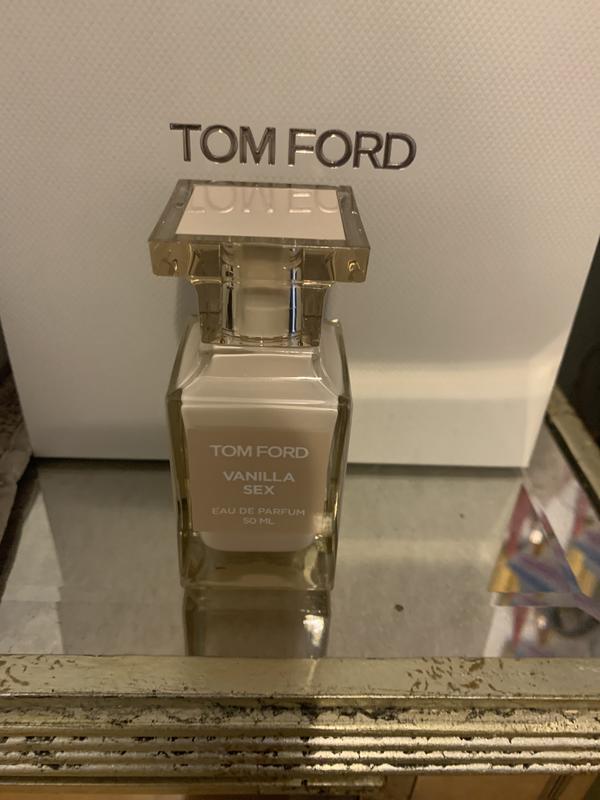 TOM FORD
TOM FORD
VANILLA
SEX
EAU DE PARFUM
50 ML